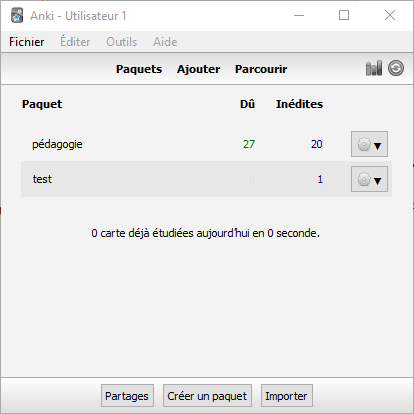 Anki - Utilisateur 1
Fichier Éditer Outils Aide
Paquets Ajouter Parcourir
Paquet Dû Inédites
pédagogie 27 20
test 0 1
0 carte déjà étudiées aujourd'hui en 0 seconde.
Partages Créer un paquet Importer